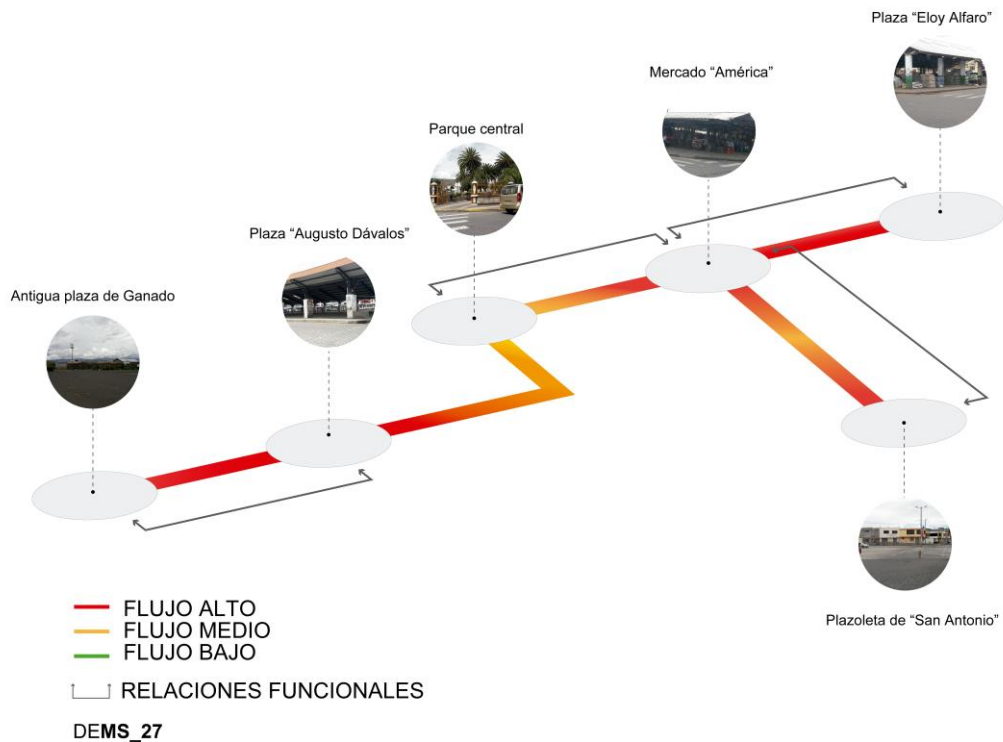 Plaza “Eloy Alfaro”
Mercado “América”
Parque central
Plaza “Augusto Dávalos”
Antigua plaza de Ganado
Plazoleta de “San Antonio”
FLUJO ALTO
FLUJO MEDIO
FLUJO BAJO
RELACIONES FUNCIONALES
DEMS_27